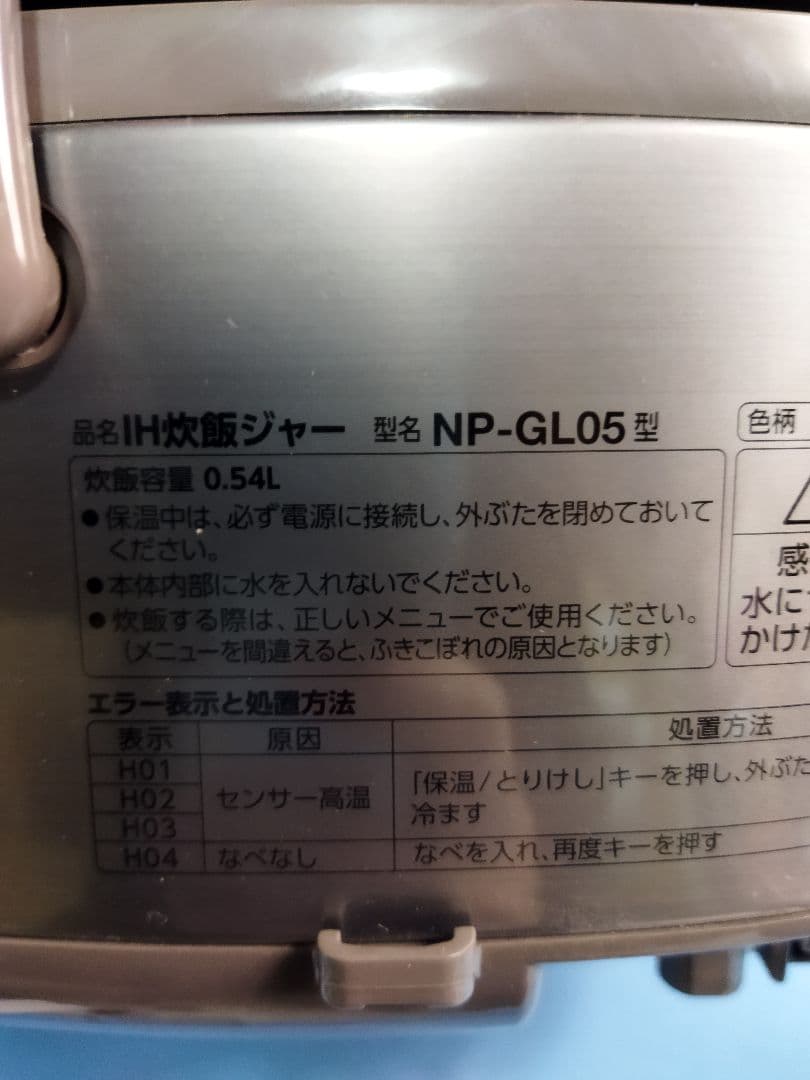 品名IH炊飯ジャー 型名 NP-GL05型 色柄
炊飯容量 0.54L
●保温中は、必ず電源に接続し、外ぶたを閉めておいて
ください。
●本体内部に水を入れないでください。
●炊飯する際は、正しいメニューでご使用ください。
(メニューを間違えると、ふきこぼれの原因となります)
感
水に
かけ
エラー表示と処置方法
表示 原因 処置方法
H01
H02 センサー高温 「保温/とりけし」キーを押し、外ぶた
冷ます
H03
H04 なべなし なべを入れ、再度キーを押す